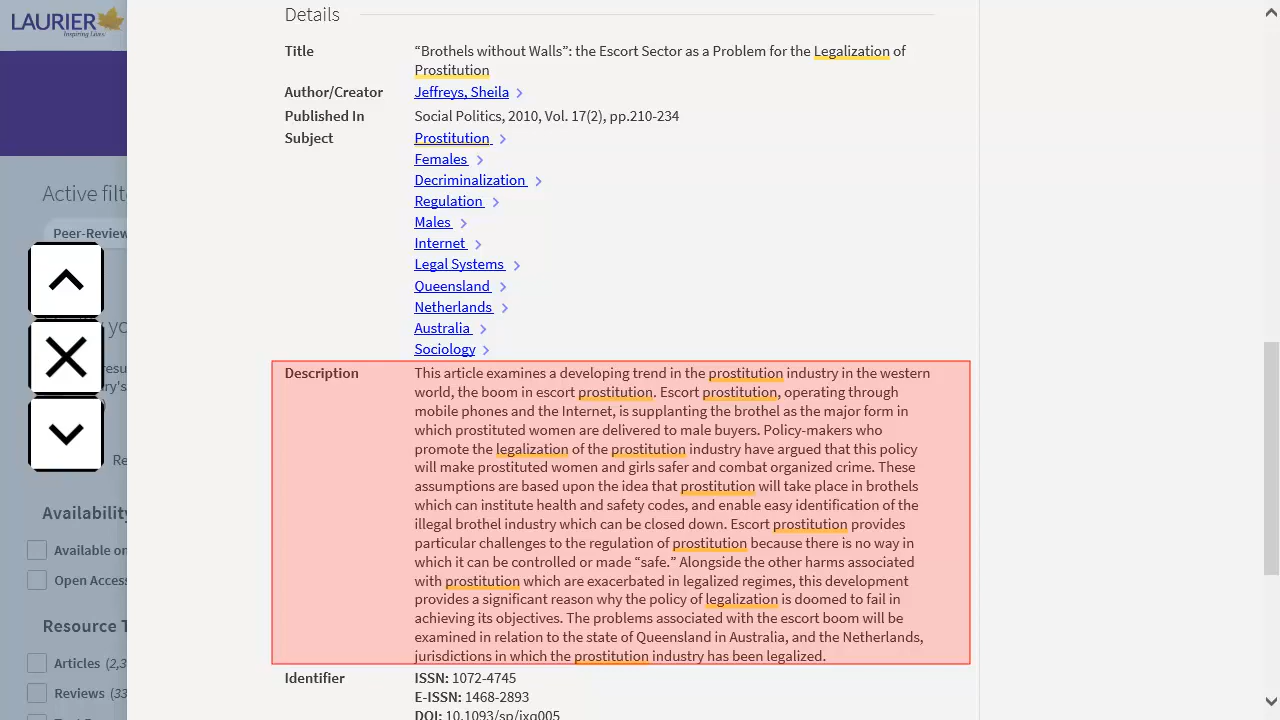 LAURIER
Inspiring Lives
Details
Title “Brothels without Walls”: the Escort Sector as a Problem for the Legalization of
Prostitution
Author/Creator Jeffreys, Sheila
Published In Social Politics, 2010, Vol. 17(2), pp.210-234
Subject Prostitution
Females
Decriminalization
Regulation
Males
Internet
Legal Systems
Queensland
Netherlands
Australia
Sociology
Description This article examines a developing trend in the prostitution industry in the western
world, the boom in escort prostitution. Escort prostitution, operating through
mobile phones and the Internet, is supplanting the brothel as the major form in
which prostituted women are delivered to male buyers. Policy-makers who
promote the legalization of the prostitution industry have argued that this policy
will make prostituted women and girls safer and combat organized crime. These
assumptions are based upon the idea that prostitution will take place in brothels
which can institute health and safety codes, and enable easy identification of the
illegal brothel industry which can be closed down. Escort prostitution provides
particular challenges to the regulation of prostitution because there is no way in
which it can be controlled or made “safe.” Alongside the other harms associated
with prostitution which are exacerbated in legalized regimes, this development
provides a significant reason why the policy of legalization is doomed to fail in
achieving its objectives. The problems associated with the escort boom will be
examined in relation to the state of Queensland in Australia, and the Netherlands,
jurisdictions in which the prostitution industry has been legalized.
Identifier ISSN: 1072-4745
E-ISSN: 1468-2893
DOI: 10.1093/sp/jxq005
Active filt
Peer-Review
Re
Availability
Available on
Open Access
Resource T
Articles (2,3
Reviews (33